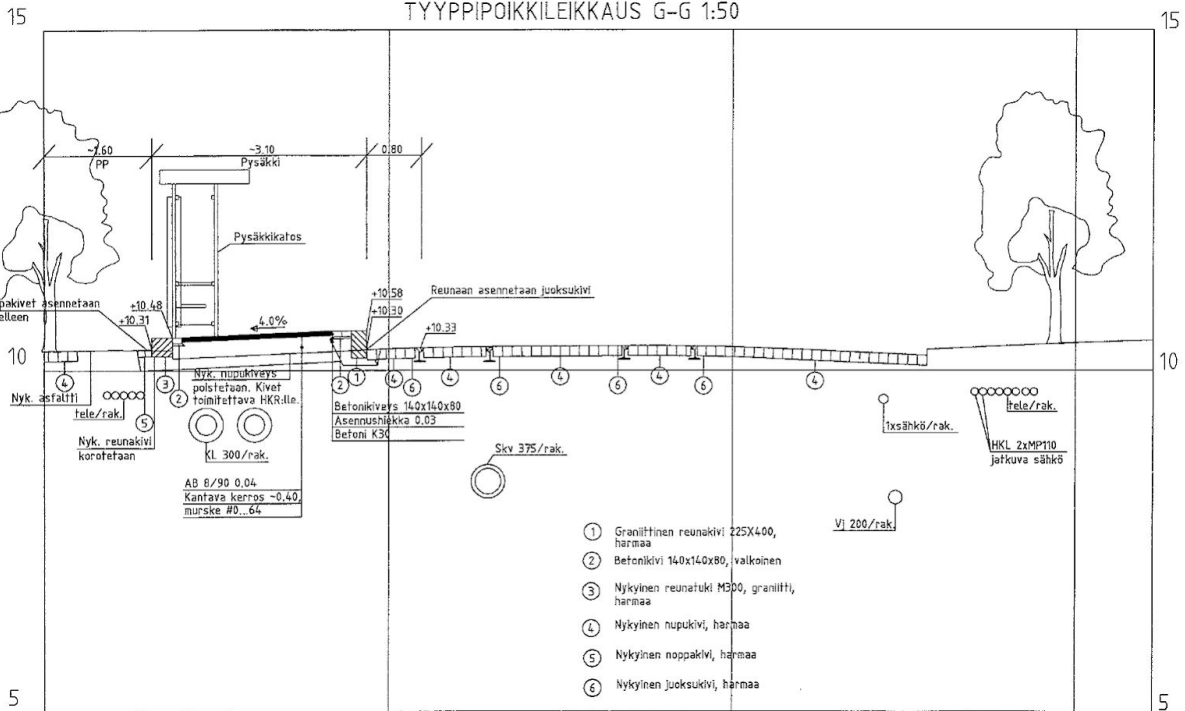 TYYPPIPOIKKILEIKKAUS G-G 1:50
15
15
~1.60
PP
~3.10
Pysäkki
0.80
Pysäkkikatos
+10.58
+10.30
Reunaan asennetaan juoksukivi
asennetaan
+10.48
+10.31
4.0%
+10.33
10
10
4
3
2
2
1
4
6
4
6
4
6
4
6
4
5
Nyk. asfaltti
tele/rak.
Nyk. reunakivi
korotetaan
Nyk. nupukiveys
poistetaan. Kivet
toimitettava HKR:lle.
KL 300/rak.
Betonikiveys 140x140x80
Asennushiekka 0.03
Betoni K30
AB 8/90 0.04
Kantava kerros ~0.40,
murske #0...64
Skv 375/rak.
1xsähkö/rak.
Vj 200/rak.
tele/rak.
HKL 2xMP110
jatkuva sähkö
1 Graniittinen reunakivi 225X400,
harmaa
2 Betonikivi 140x140x80, valkoinen
3 Nykyinen reunatuki M300, graniitti,
harmaa
4 Nykyinen nupukivi, harmaa
5 Nykyinen noppakivi, harmaa
6 Nykyinen juoksukivi, harmaa
5
5